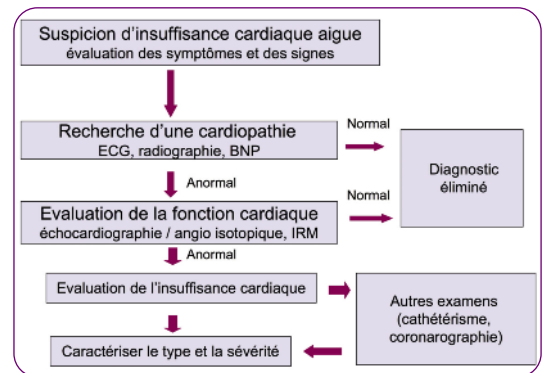 Suspicion d'insuffisance cardiaque aigue
évaluation des symptômes et des signes
Recherche d'une cardiopathie
ECG, radiographie, BNP
Normal
Diagnostic
éliminé
Anormal
Evaluation de la fonction cardiaque
échocardiographie / angio isotopique, IRM
Normal
Anormal
Evaluation de l'insuffisance cardiaque
Autres examens
(cathétérisme,
coronarographie)
Caractériser le type et la sévérité